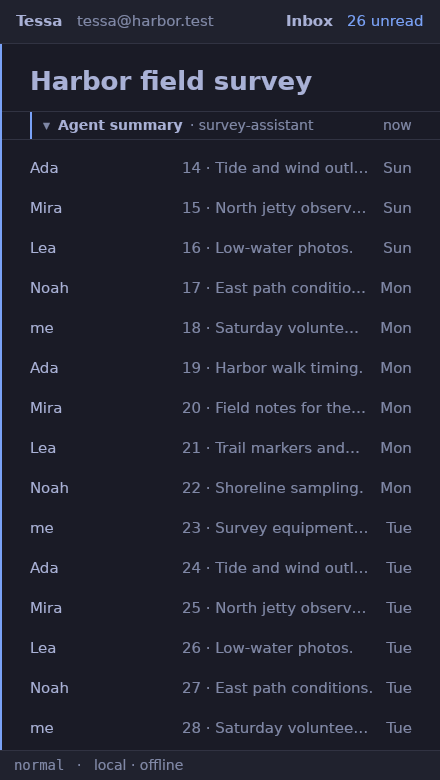 Tessa tessa@harbor.test Inbox 26 unread
Harbor field survey
▾ Agent summary · survey-assistant now
Ada 14 · Tide and wind outl… Sun
Mira 15 · North jetty observ… Sun
Lea 16 · Low-water photos. Sun
Noah 17 · East path conditio… Mon
me 18 · Saturday volunte… Mon
Ada 19 · Harbor walk timing. Mon
Mira 20 · Field notes for the… Mon
Lea 21 · Trail markers and… Mon
Noah 22 · Shoreline sampling. Mon
me 23 · Survey equipment… Tue
Ada 24 · Tide and wind outl… Tue
Mira 25 · North jetty observ… Tue
Lea 26 · Low-water photos. Tue
Noah 27 · East path conditions. Tue
me 28 · Saturday voluntee… Tue
normal · local · offline